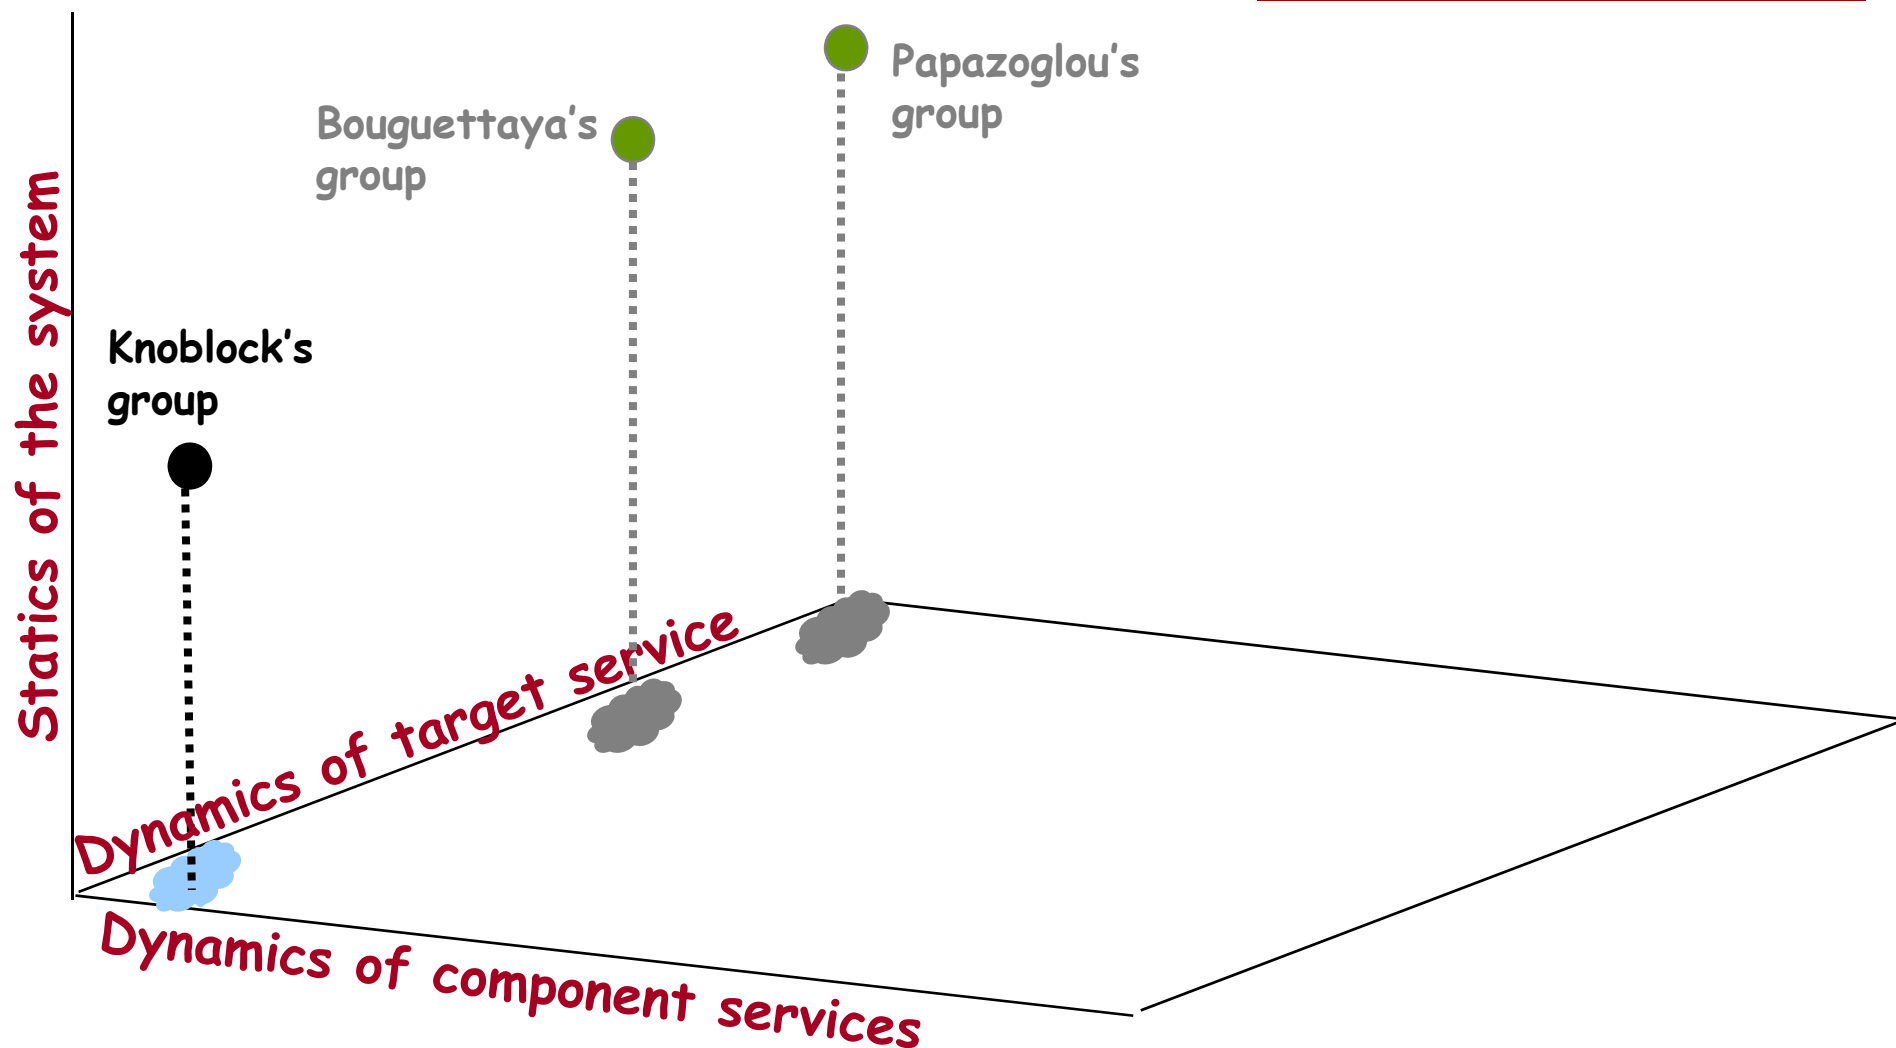 Papazoglou's
group
Bouguettaya's
group
Knoblock's
group
Statics of the system
Dynamics of target service
Dynamics of component services